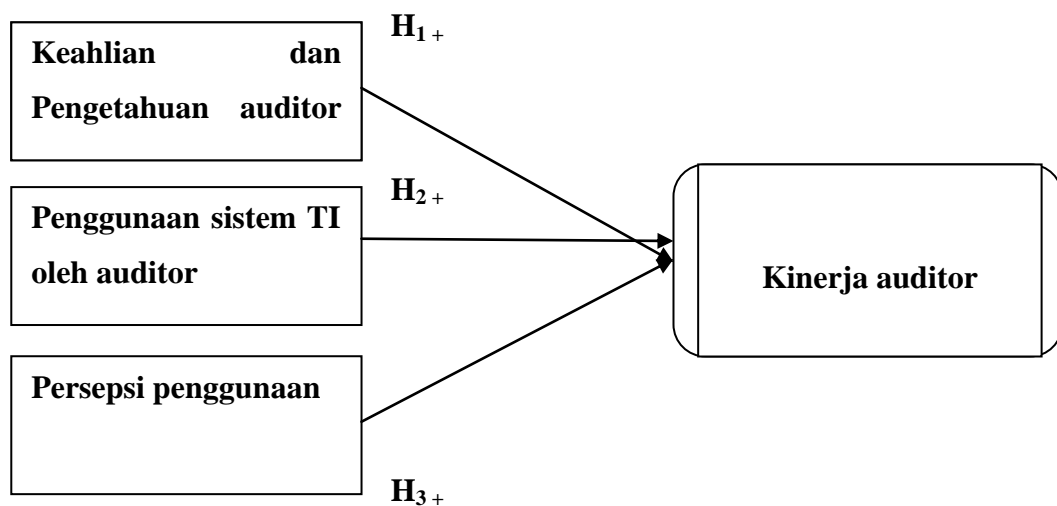 H1 +
Keahlian dan
Pengetahuan auditor
H2 +
Penggunaan sistem TI
oleh auditor
Kinerja auditor
Persepsi penggunaan
H3 +